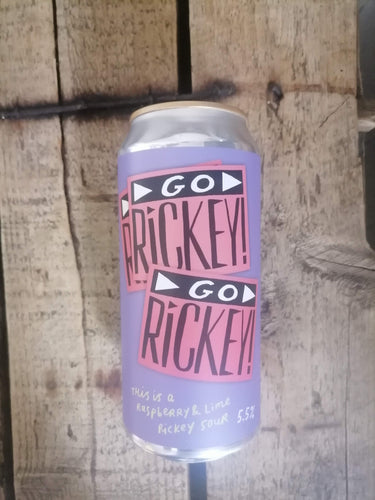 GO
RICKEY!
GO
RICKEY!
THIS is A
RASPBERRY & Lime
Rickey SOUR 5.5%